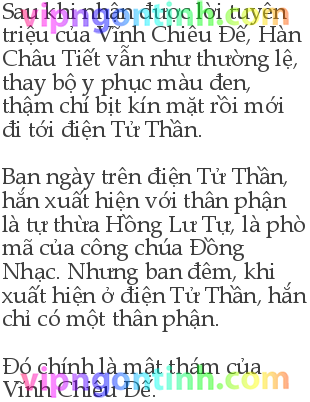 Sau khi nhận được lời tuyên
triệu của Vĩnh Chiêu Đế, Hàn
Châu Tiết vẫn như thường lệ,
thay bộ y phục màu đen,
thậm chí bịt kín mặt rồi mới
đi tới điện Tử Thần.

Ban ngày trên điện Tử Thần,
hắn xuất hiện với thân phận
là tự thừa Hồng Lư Tự, là phò
mã của công chúa Đồng
Nhạc. Nhưng ban đêm, khi
xuất hiện ở điện Tử Thần, hắn
chỉ có một thân phận.

Đó chính là mật thám của
Vĩnh Chiêu Đế.
vipngontinh.com
vipngontinh.com